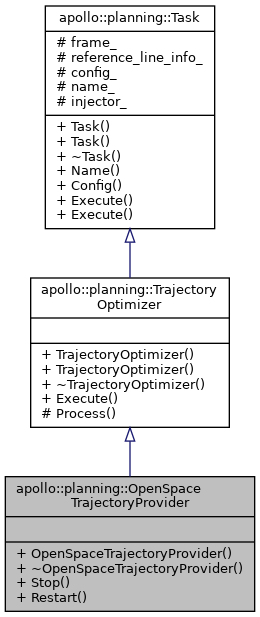 apollo::planning::Task
# frame_
# reference_line_info_
# config_
# name_
# injector_
+ Task()
+ Task()
+ ~Task()
+ Name()
+ Config()
+ Execute()
+ Execute()
apollo::planning::Trajectory
Optimizer
+ TrajectoryOptimizer()
+ TrajectoryOptimizer()
+ ~TrajectoryOptimizer()
+ Execute()
# Process()
apollo::planning::OpenSpace
TrajectoryProvider
+ OpenSpaceTrajectoryProvider()
+ ~OpenSpaceTrajectoryProvider()
+ Stop()
+ Restart()